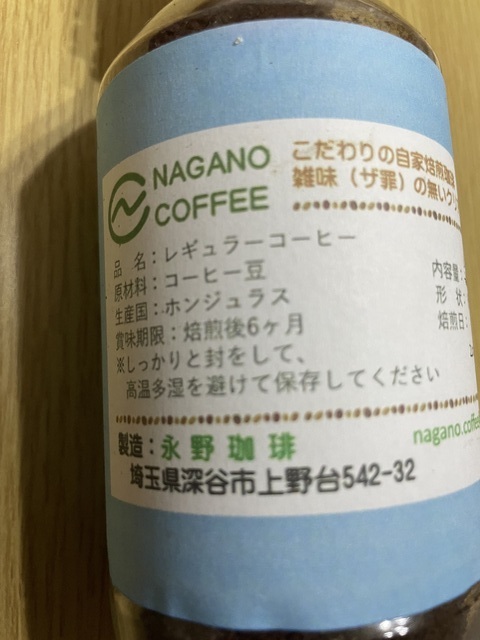 NAGANO
COFFEE
こだわりの自家焙煎
雑味（ザ罪）の無い
品　名：レギュラーコーヒー
原材料：コーヒー豆
生産国：ホンジュラス
賞味期限：焙煎後6ヶ月
※しっかりと封をして、
高温多湿を避けて保存してください
内容量：
形　状：
焙煎日：
製造：永野珈琲
埼玉県深谷市上野台542-32
nagano.coffee